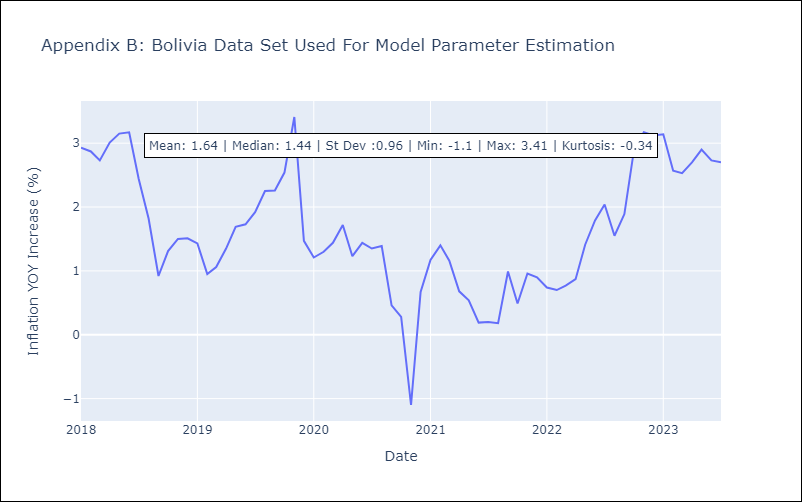 Appendix B: Bolivia Data Set Used For Model Parameter Estimation
Mean: 1.64 | Median: 1.44 | St Dev :0.96 | Min: -1.1 | Max: 3.41 | Kurtosis: -0.34
Inflation YOY Increase (%)
3
2
1
0
−1
2018
2019
2020
2021
2022
2023
Date